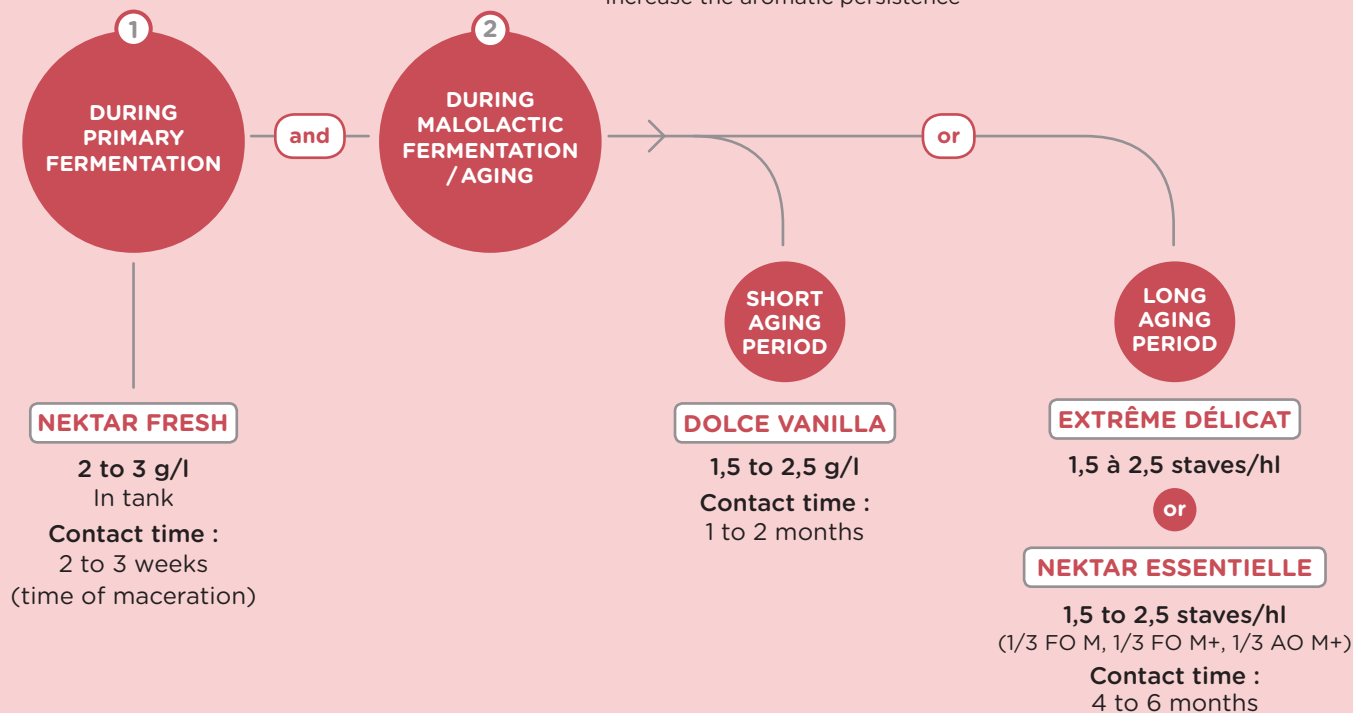 Increase the aromatic persistence
1
DURING
PRIMARY
FERMENTATION
and
2
DURING
MALOLACTIC
FERMENTATION
/ AGING
or
SHORT
AGING
PERIOD
LONG
AGING
PERIOD
NEKTAR FRESH
2 to 3 g/l
In tank
Contact time :
2 to 3 weeks
(time of maceration)
DOLCE VANILLA
1,5 to 2,5 g/l
Contact time :
1 to 2 months
EXTRÊME DÉLICAT
1,5 à 2,5 staves/hl
or
NEKTAR ESSENTIELLE
1,5 to 2,5 staves/hl
(1/3 FO M, 1/3 FO M+, 1/3 AO M+)
Contact time :
4 to 6 months